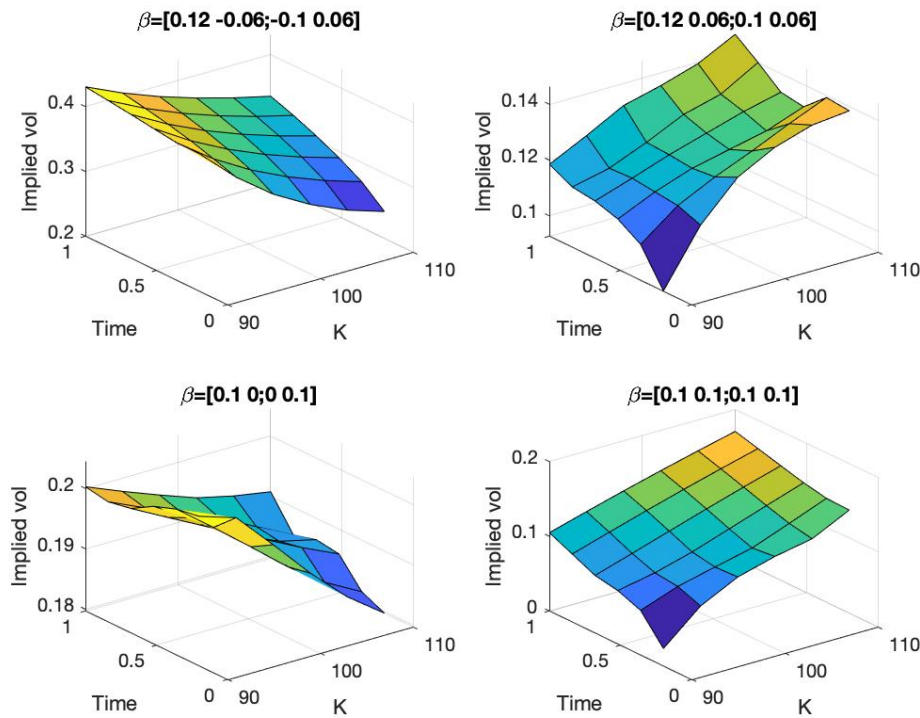 β=[0.12 -0.06;-0.1 0.06]
0.4
0.3
0.2
Implied vol
1
0.5
0
Time
90
100
110
K
β=[0.12 0.06;0.1 0.06]
0.14
0.12
0.1
Implied vol
1
0.5
0
Time
90
100
110
K
β=[0.1 0;0 0.1]
0.2
0.19
0.18
Implied vol
1
0.5
0
Time
90
100
110
K
β=[0.1 0.1;0.1 0.1]
0.2
0.1
0
Implied vol
1
0.5
0
Time
90
100
110
K